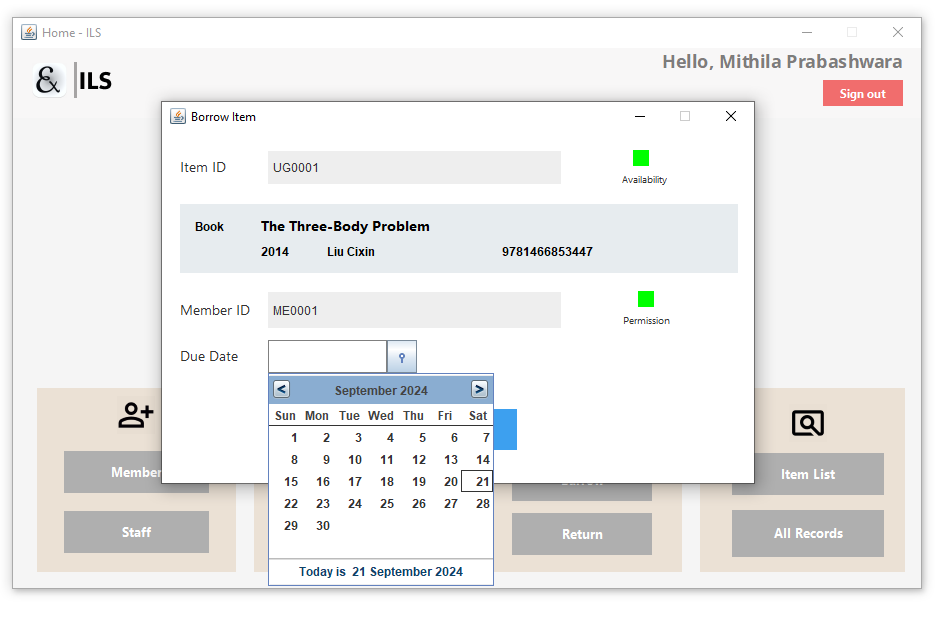 Home - ILS
& ILS
Hello, Mithila Prabashwara
Sign out
Borrow Item
Item ID UG0001
Availability
Book The Three-Body Problem
2014 Liu Cixin 9781466853447
Member ID ME0001
Permission
Due Date
< September 2024 >
Sun Mon Tue Wed Thu Fri Sat
1 2 3 4 5 6 7
8 9 10 11 12 13 14
15 16 17 18 19 20 21
22 23 24 25 26 27 28
29 30
Today is 21 September 2024
Member
Item List
Staff
Return
All Records